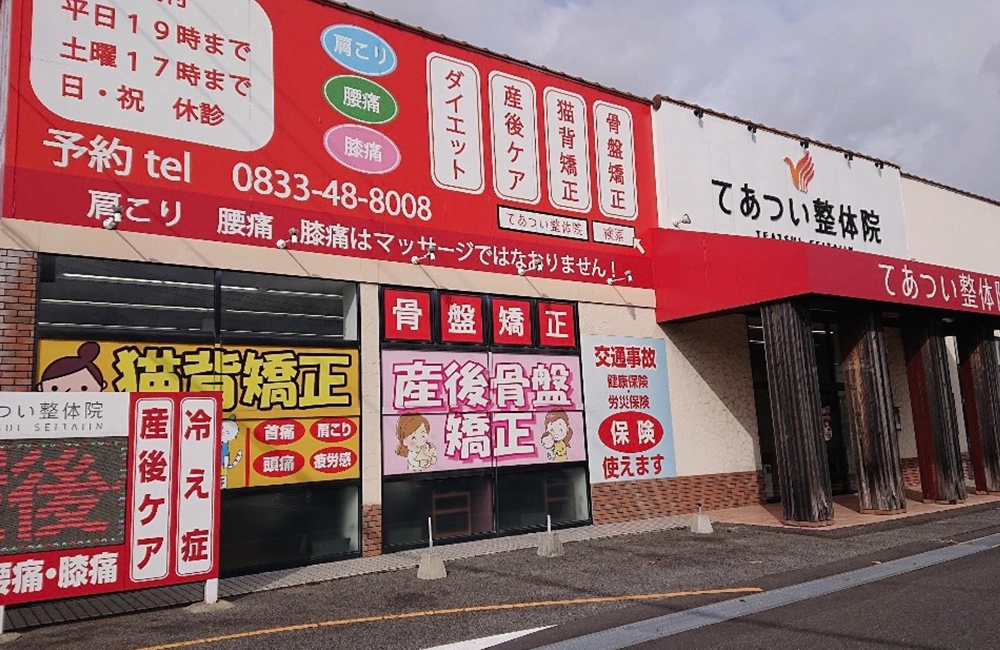 平日１９時まで
土曜１７時まで
日・祝 休診
肩こり
腰痛
膝痛
ダイエット
産後ケア
猫背矯正
骨盤矯正
予約 tel 0833-48-8008
てあつい整体院 検索
肩こり 腰痛 膝痛はマッサージではなおりません！
てあつい整体院
TEATSUI SEITAIIN
てあつい整体院
骨盤矯正
猫背矯正
首痛 肩こり
頭痛 疲労感
産後骨盤
矯正
交通事故
健康保険
労災保険
保険
使えます
つい整体院
SUI SEITAIIN
産後ケア
冷え症
後
腰痛・膝痛